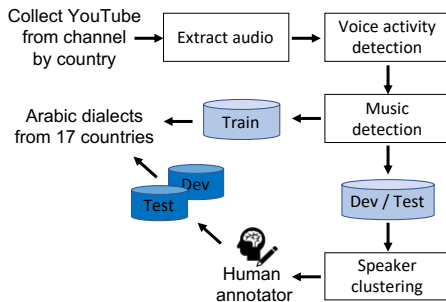 Collect YouTube
from channel
by country
Extract audio
Voice activity
detection
Music
detection
Train
Arabic dialects
from 17 countries
Dev
Test
Dev / Test
Speaker
clustering
Human
annotator